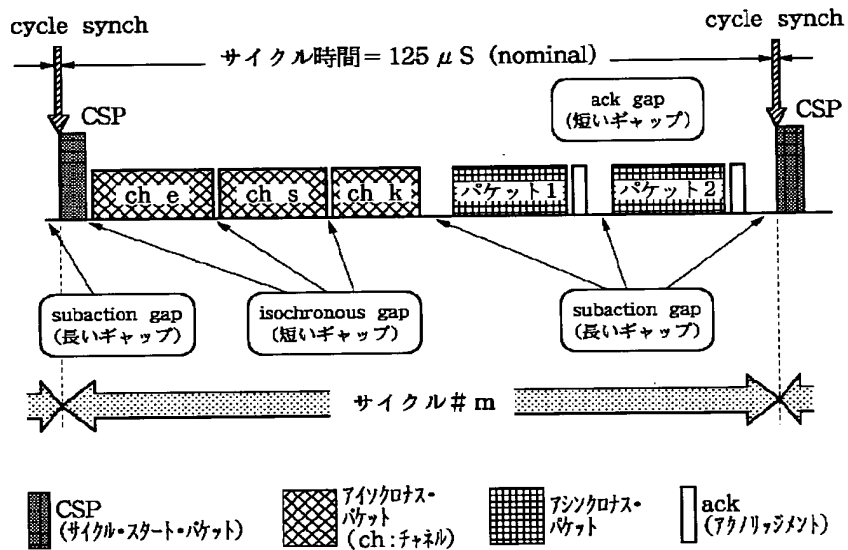 cycle synch
cycle synch
サイクル時間＝125μS (nominal)
CSP
CSP
ack gap
(短いギャップ)
ch e
ch s
ch k
パケット1
パケット2
subaction gap
(長いギャップ)
isochronous gap
(短いギャップ)
subaction gap
(長いギャップ)
サイクル＃m
CSP
(サイクル・スタート・パケット)
アイソクロナス・
パケット
(ch:チャネル)
アシンクロナス・
パケット
ack
(アクノリッジメント)